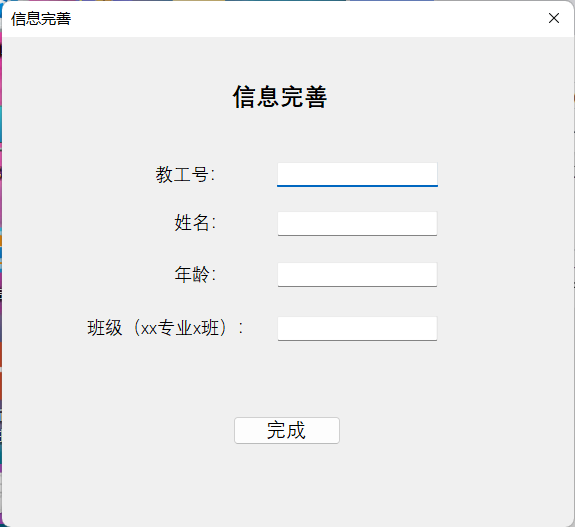 信息完善
信息完善
教工号：
姓名：
年龄：
班级（xx专业x班）：
完成